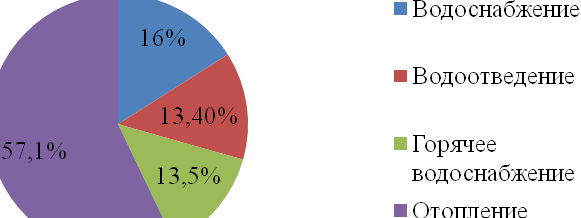 16%
13,40%
13,5%
57,1%
Водоснабжение
Водоотведение
Горячее
водоснабжение
Отопление